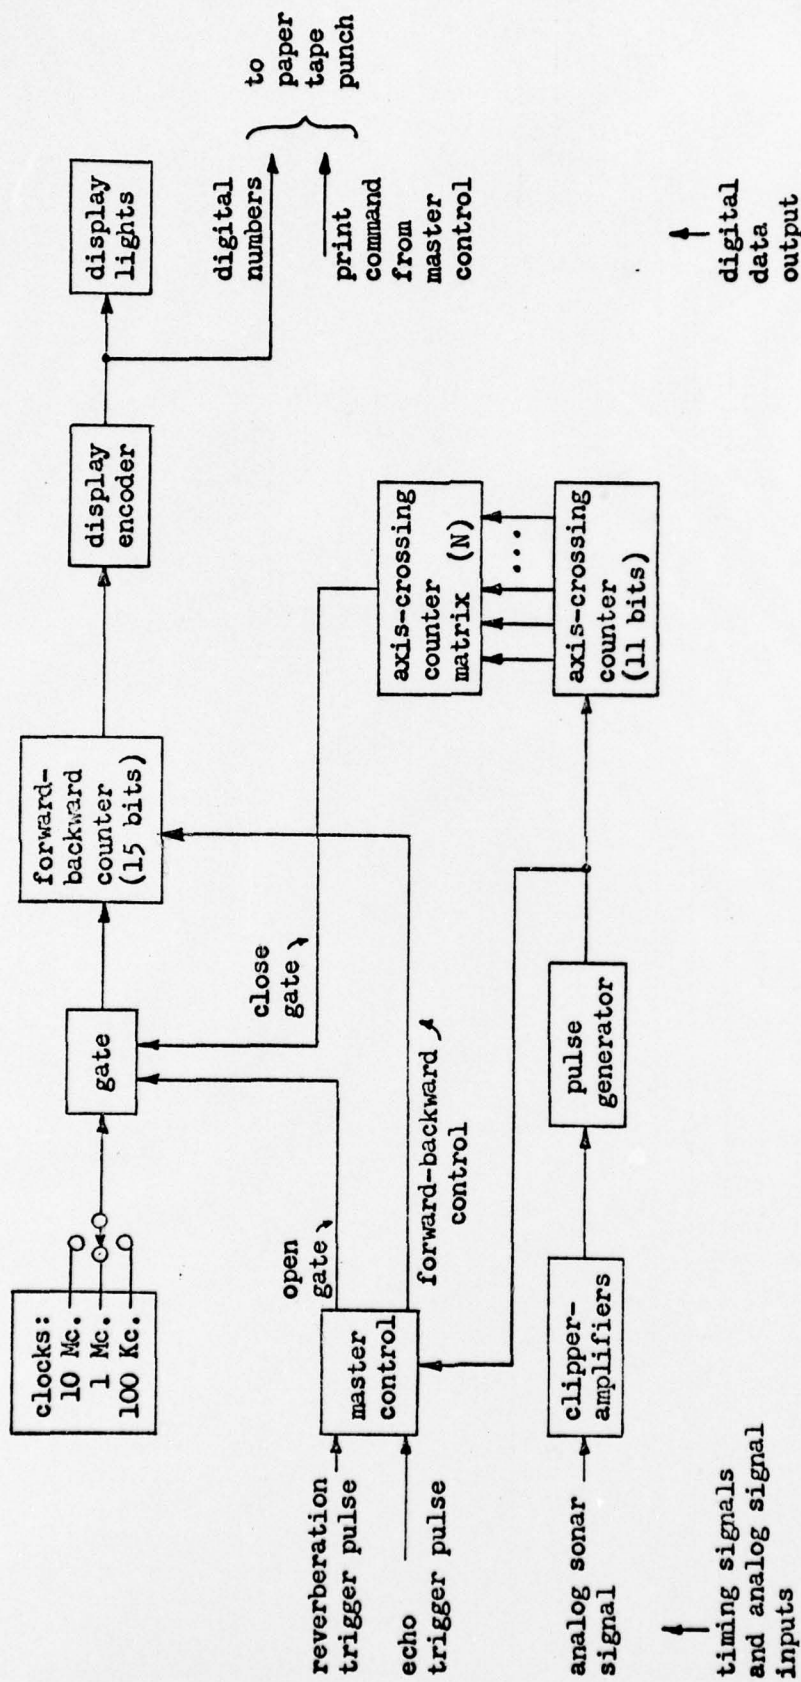 clocks:
10 Mc.
1 Mc.
100 Kc.
gate
forward-
backward
counter
(15 bits)
display
encoder
display
lights
digital
numbers
to
paper
tape
punch
print
command
from
master
control
open
gate
close
gate
forward-backward
control
reverberation
trigger pulse
echo
trigger pulse
master
control
axis-crossing
counter
matrix (N)
...
axis-crossing
counter
(11 bits)
analog sonar
signal
clipper-
amplifiers
pulse
generator
timing signals
and analog signal
inputs
digital
data
output